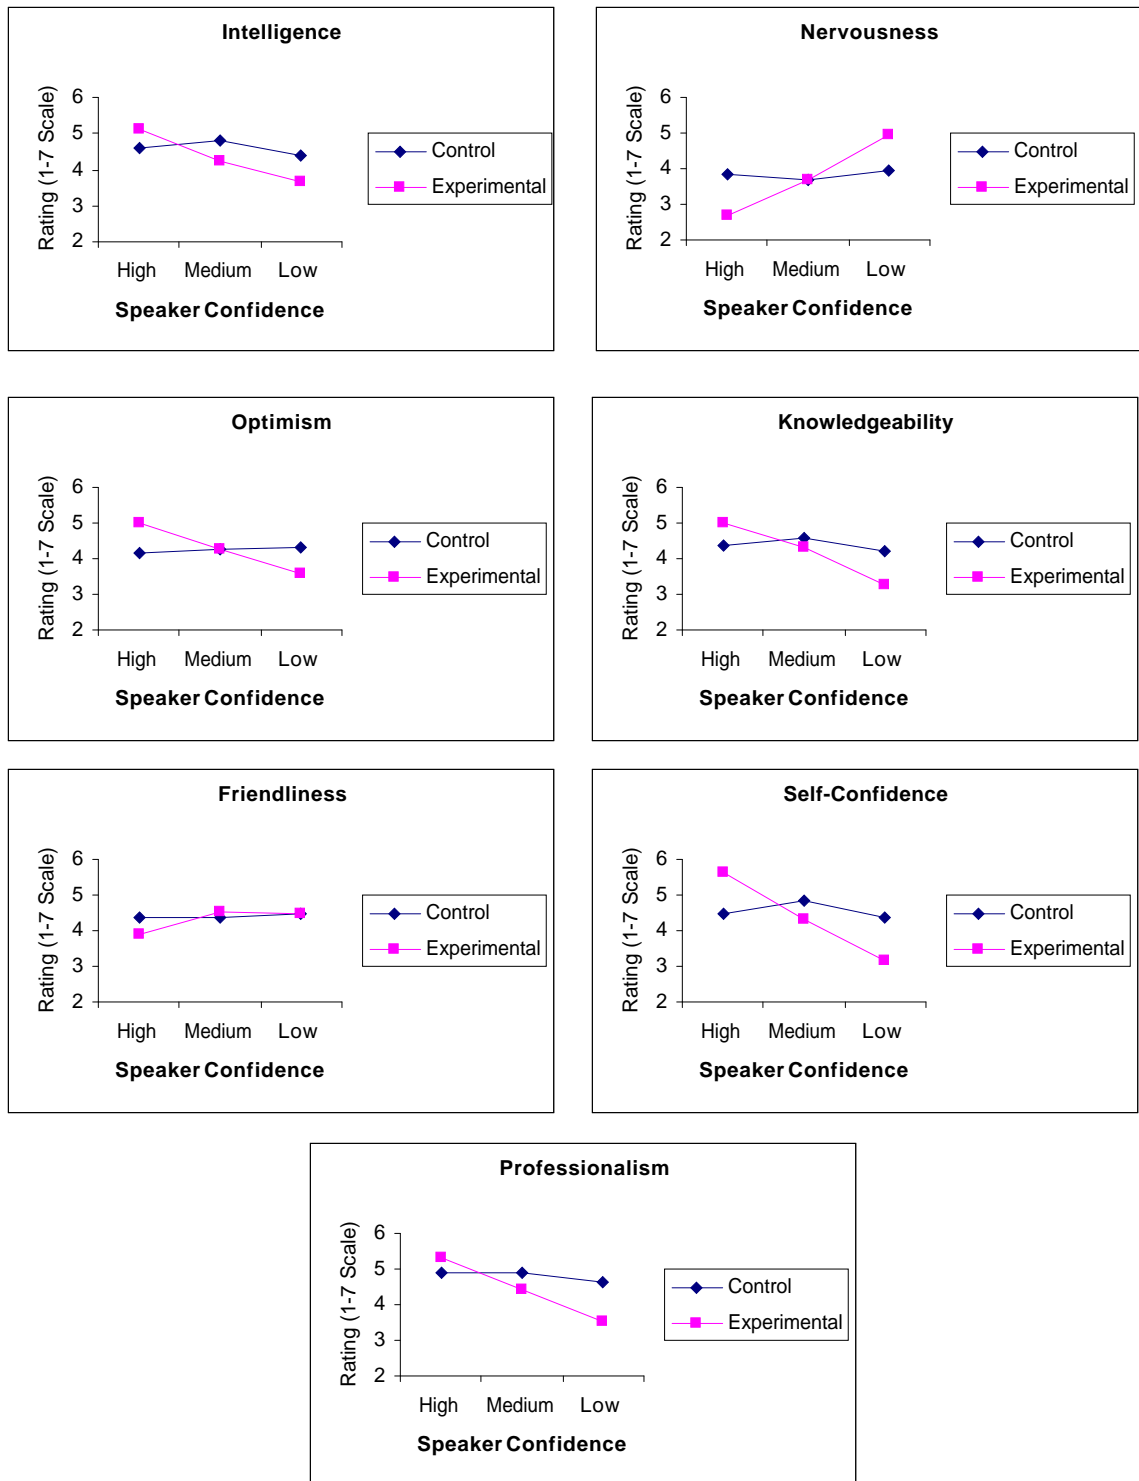 Intelligence
Rating (1-7 Scale)
6
5
4
3
2
High Medium Low
Speaker Confidence
Control
Experimental
Nervousness
Rating (1-7 Scale)
6
5
4
3
2
High Medium Low
Speaker Confidence
Control
Experimental
Optimism
Rating (1-7 Scale)
6
5
4
3
2
High Medium Low
Speaker Confidence
Control
Experimental
Knowledgeability
Rating (1-7 Scale)
6
5
4
3
2
High Medium Low
Speaker Confidence
Control
Experimental
Friendliness
Rating (1-7 Scale)
6
5
4
3
2
High Medium Low
Speaker Confidence
Control
Experimental
Self-Confidence
Rating (1-7 Scale)
6
5
4
3
2
High Medium Low
Speaker Confidence
Control
Experimental
Professionalism
Rating (1-7 Scale)
6
5
4
3
2
High Medium Low
Speaker Confidence
Control
Experimental